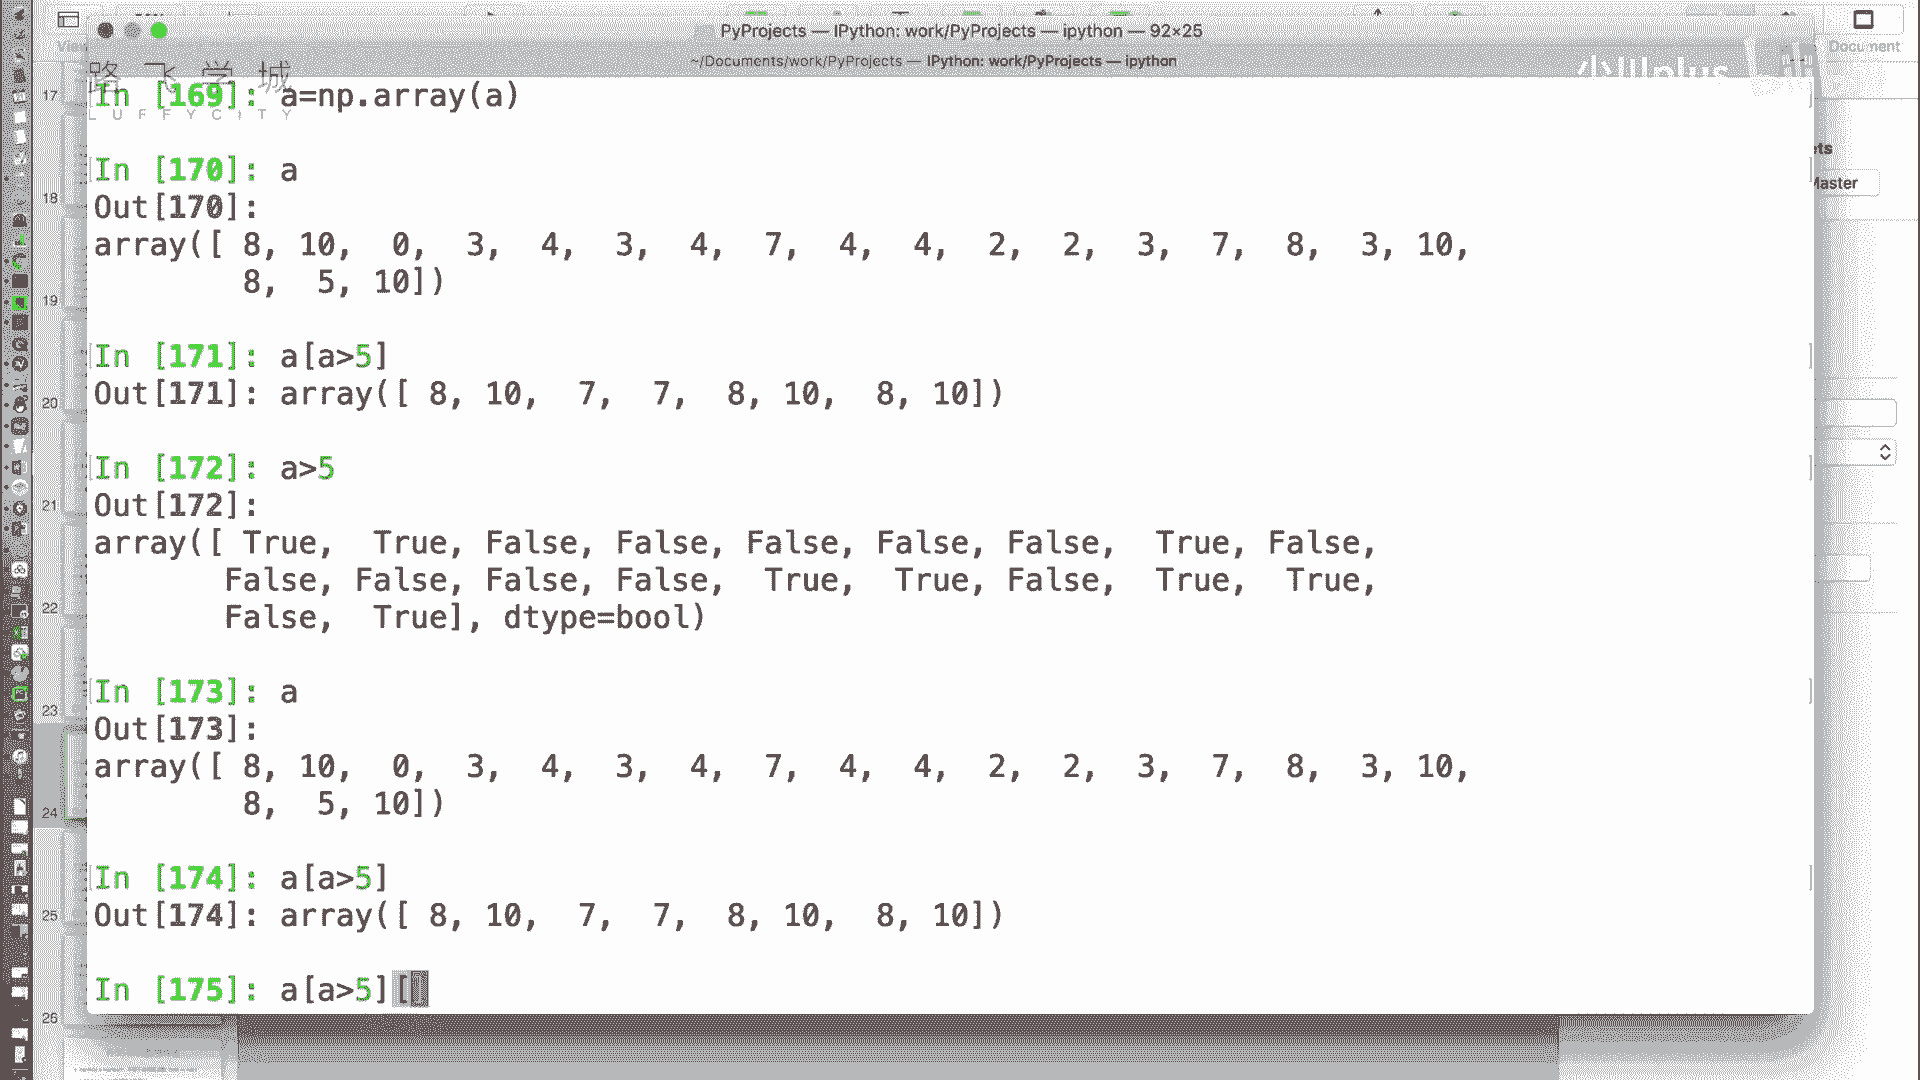 PyProjects — IPython: work/PyProjects — ipython — 92×25
~/Documents/work/PyProjects — IPython: work/PyProjects — ipython
Document
路飞学城
LUFFYCITY
In [169]: a=np.array(a)
In [170]: a
Out[170]:
array([ 8, 10,  0,  3,  4,  3,  4,  7,  4,  4,  2,  2,  3,  7,  8,  3, 10,
        8,  5, 10])
In [171]: a[a>5]
Out[171]: array([ 8, 10,  7,  7,  8, 10,  8, 10])
In [172]: a>5
Out[172]:
array([ True,  True, False, False, False, False, False,  True, False,
       False, False, False, False,  True,  True, False,  True,  True,
       False,  True], dtype=bool)
In [173]: a
Out[173]:
array([ 8, 10,  0,  3,  4,  3,  4,  7,  4,  4,  2,  2,  3,  7,  8,  3, 10,
        8,  5, 10])
In [174]: a[a>5]
Out[174]: array([ 8, 10,  7,  7,  8, 10,  8, 10])
In [175]: a[a>5][]
17
18
19
20
21
22
23
24
25
26